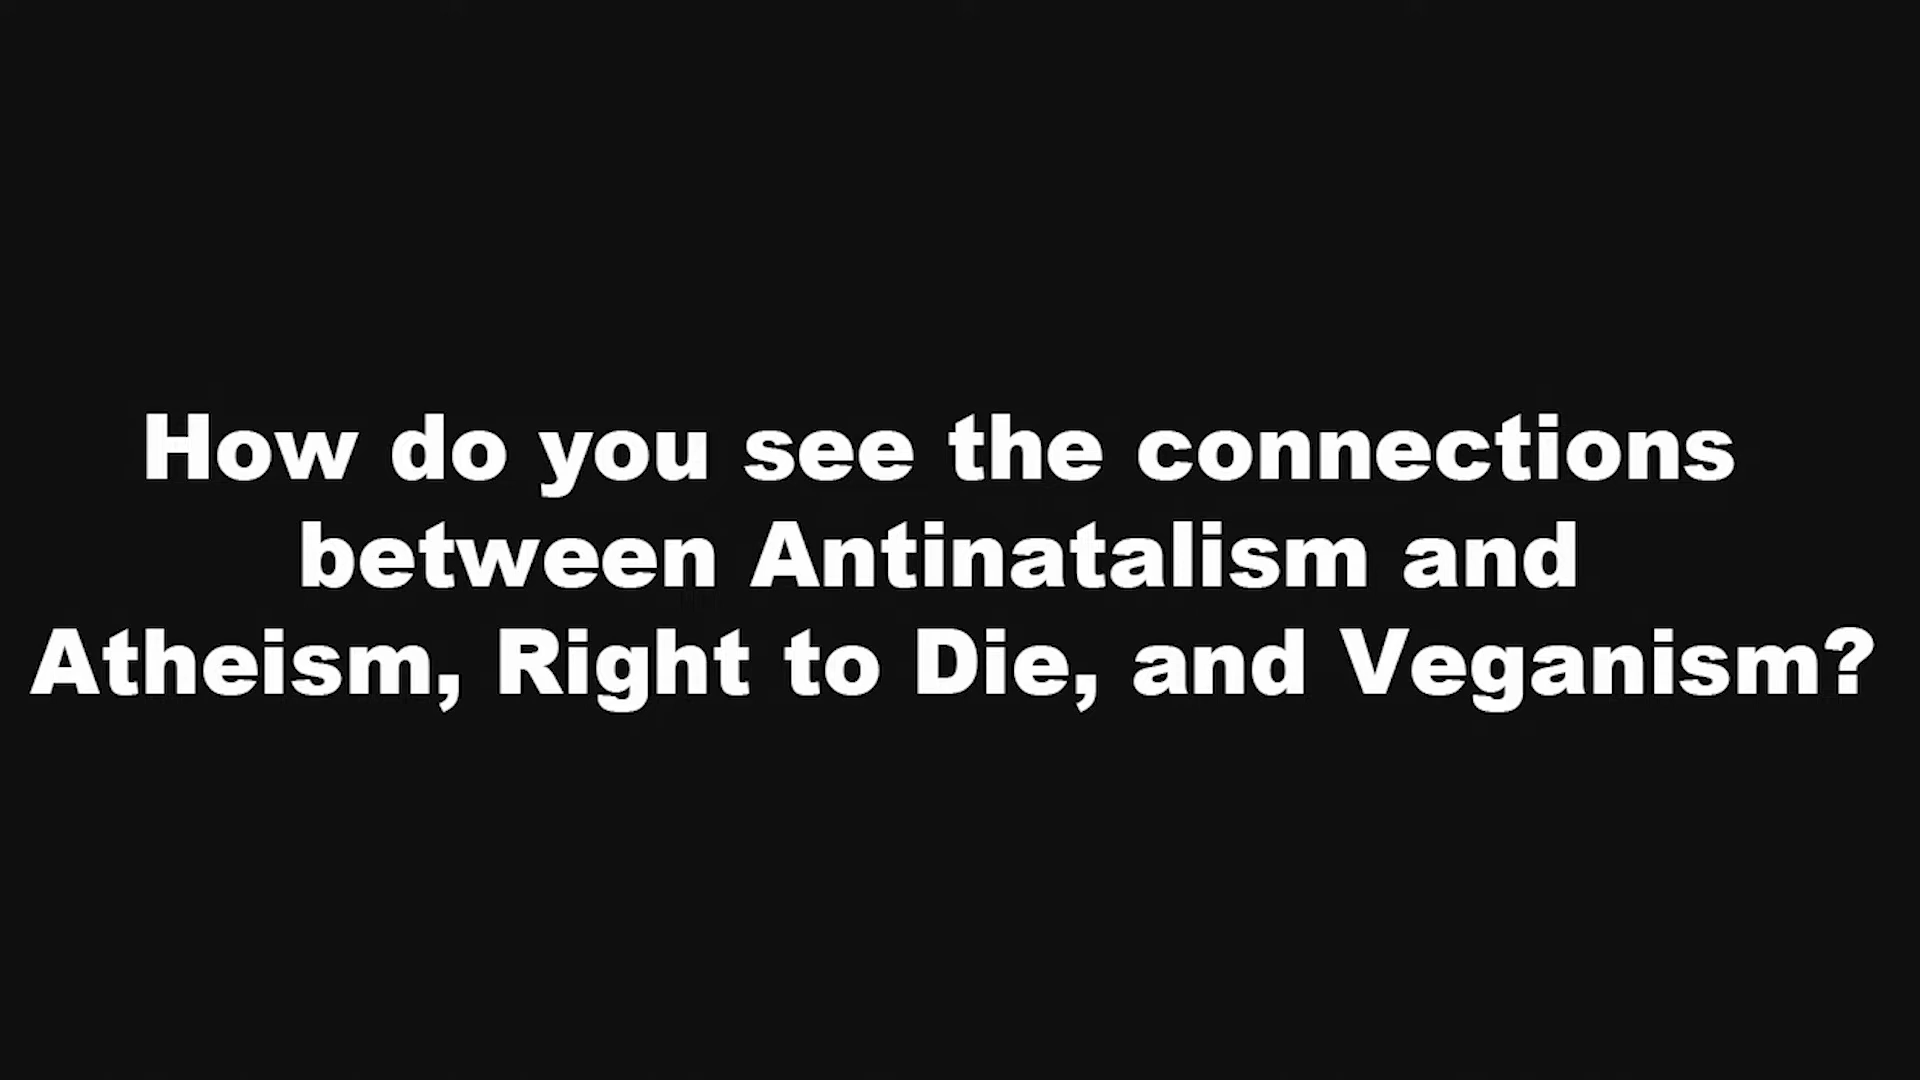 How do you see the connections
between Antinatalism and
Atheism, Right to Die, and Veganism?